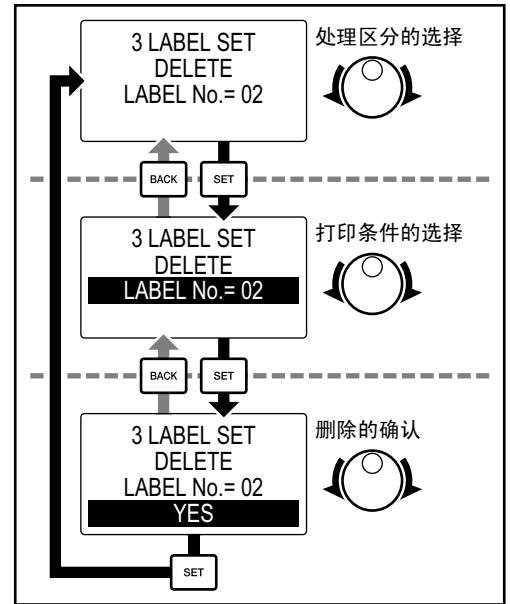 3 LABEL SET
DELETE
LABEL No.= 02
处理区分的选择
BACK
SET
3 LABEL SET
DELETE
LABEL No.= 02
打印条件的选择
BACK
SET
3 LABEL SET
DELETE
LABEL No.= 02
YES
删除的确认
SET